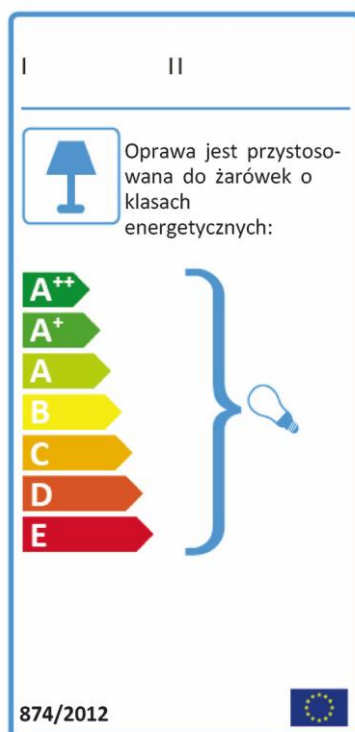 I II
Oprawa jest przystoso-
wana do żarówek o
klasach
energetycznych:
A++
A+
A
B
C
D
E
874/2012